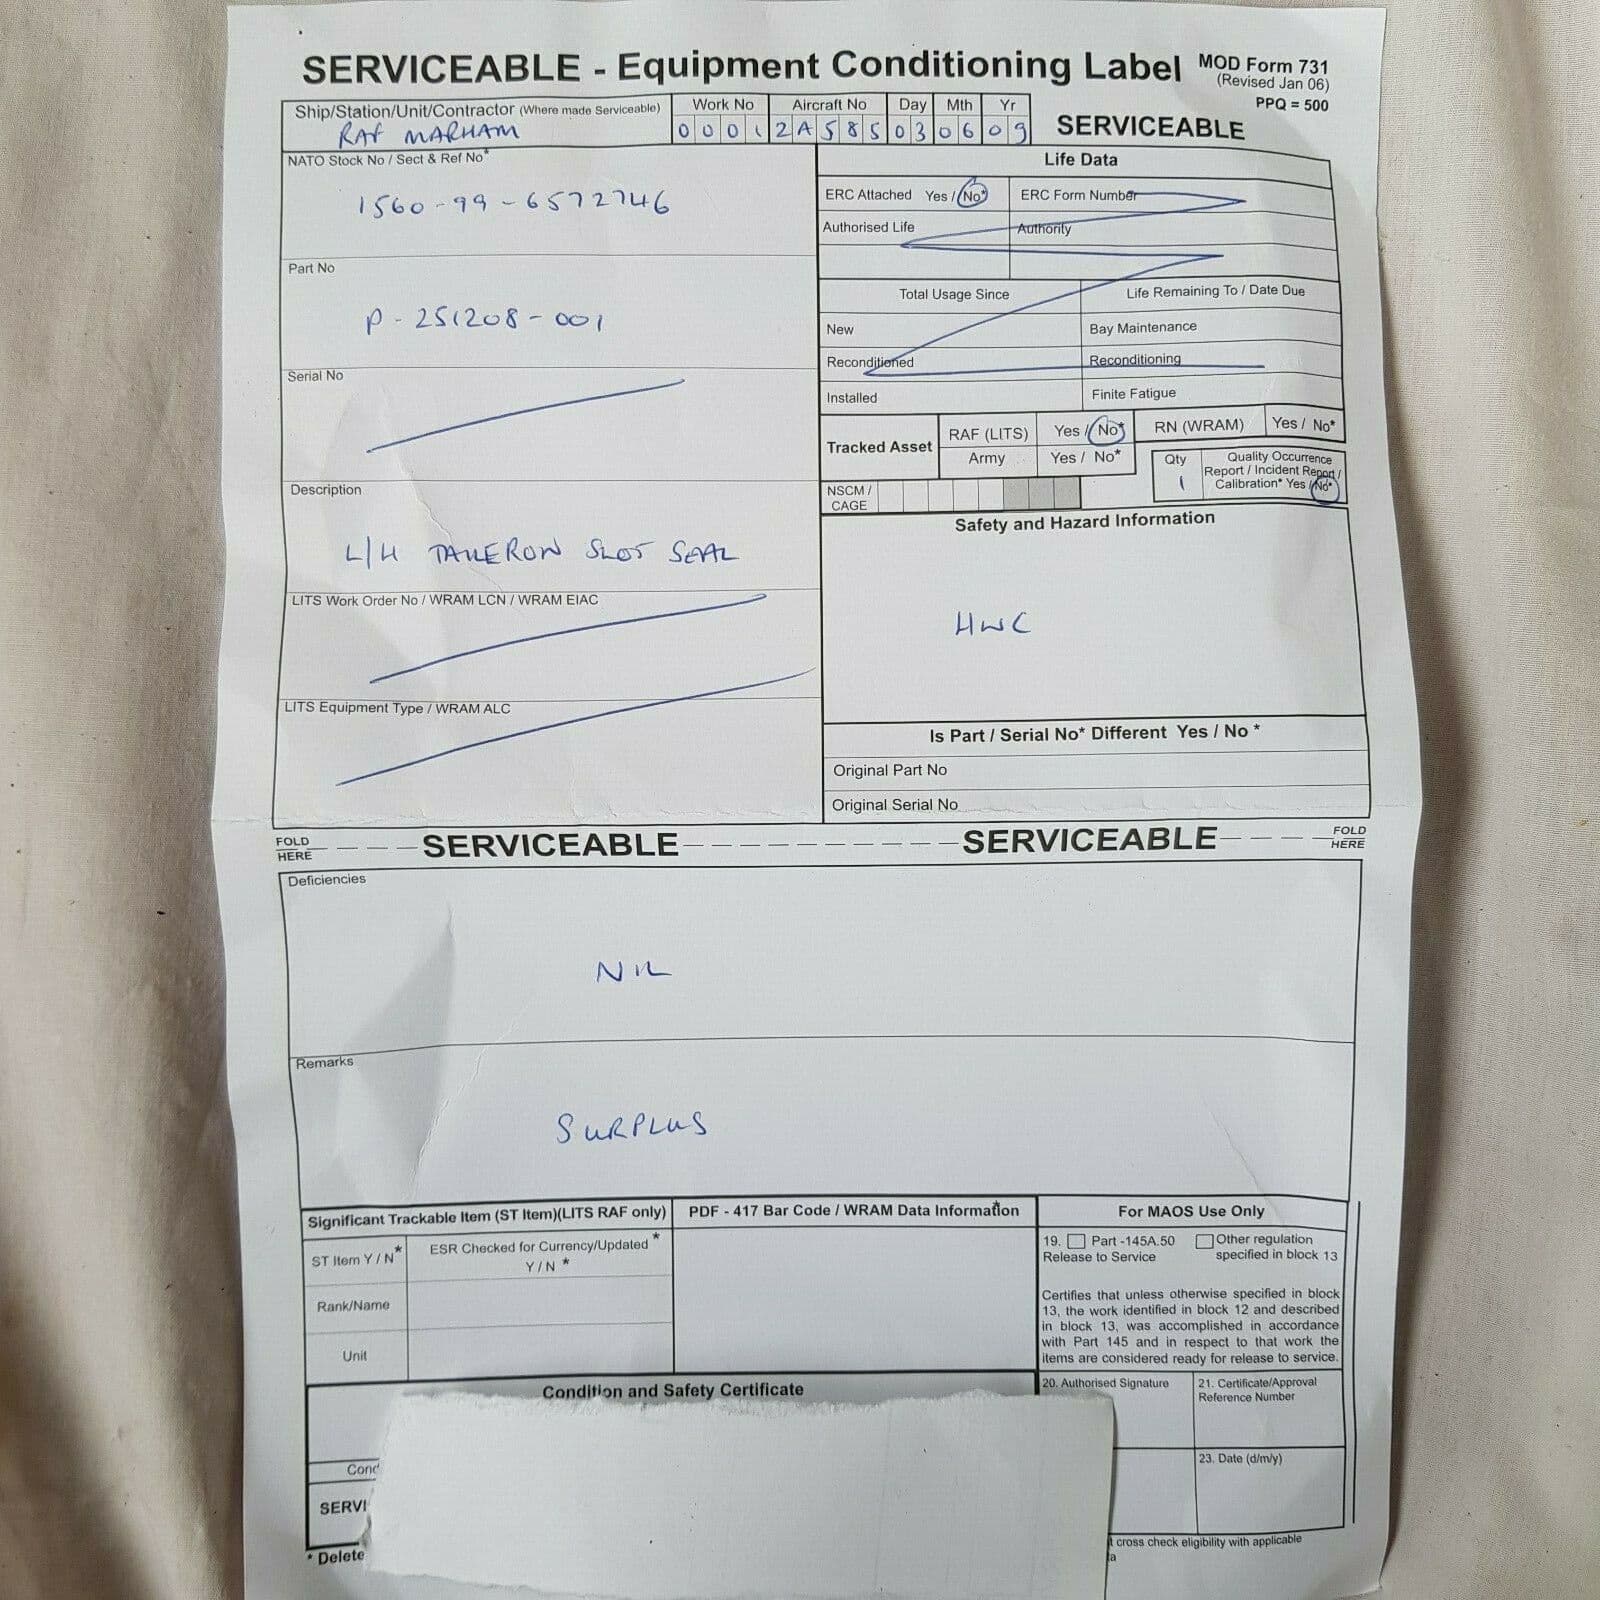 SERVICEABLE - Equipment Conditioning Label
MOD Form 731
(Revised Jan 06)
PPQ = 500
Ship/Station/Unit/Contractor (Where made Serviceable)
RAF MARHAM
Work No
0001
Aircraft No
2A585
Day
03
Mth
06
Yr
09
SERVICEABLE
NATO Stock No / Sect & Ref No*
1560-99-6572746
Part No
P-251208-001
Serial No
Description
L/H TAILERON SLOT SEAL
LITS Work Order No / WRAM LCN / WRAM EIAC
LITS Equipment Type / WRAM ALC
Life Data
ERC Attached Yes / No*
ERC Form Number
Authorised Life
Authority
Total Usage Since
Life Remaining To / Date Due
New
Bay Maintenance
Reconditioned
Reconditioning
Installed
Finite Fatigue
Tracked Asset
RAF (LITS) Yes / No*
RN (WRAM) Yes / No*
Army Yes / No*
NSCM /
CAGE
Qty
1
Quality Occurrence
Report / Incident Report /
Calibration* Yes / No*
Safety and Hazard Information
HWC
Is Part / Serial No* Different Yes / No *
Original Part No
Original Serial No
FOLD
HERE
SERVICEABLE
SERVICEABLE
FOLD
HERE
Deficiencies
NIL
Remarks
SURPLUS
Significant Trackable Item (ST Item)(LITS RAF only)
ST Item Y / N*
ESR Checked for Currency/Updated *
Y / N *
Rank/Name
Unit
PDF - 417 Bar Code / WRAM Data Information*
For MAOS Use Only
19. Part -145A.50
Release to Service
Other regulation
specified in block 13
Certifies that unless otherwise specified in block
13, the work identified in block 12 and described
in block 13, was accomplished in accordance
with Part 145 and in respect to that work the
items are considered ready for release to service.
Condition and Safety Certificate
20. Authorised Signature
21. Certificate/Approval
Reference Number
23. Date (d/m/y)
Cond
SERVI
* Delete
cross check eligibility with applicable